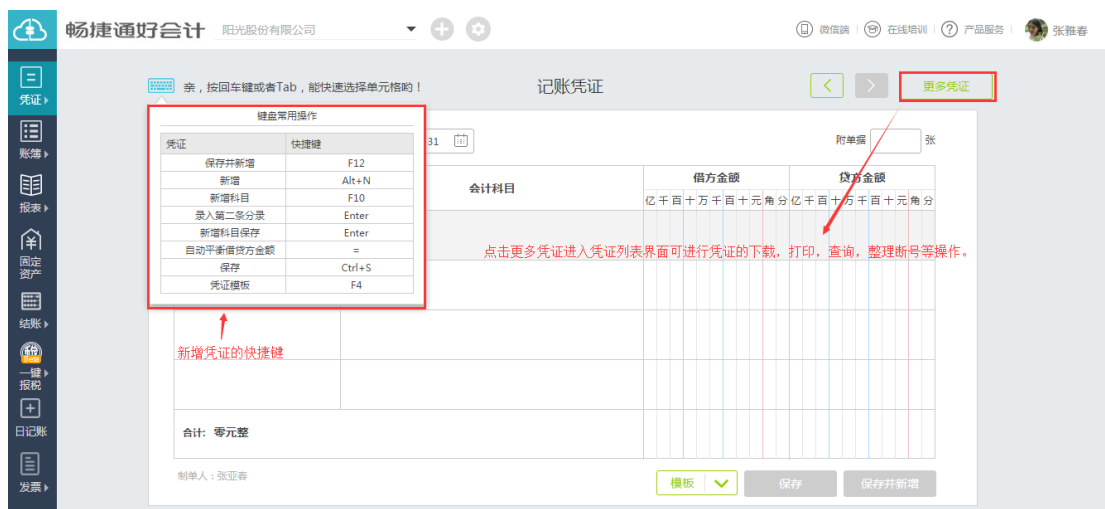 畅捷通好会计 阳光股份有限公司 微信端 在线培训 产品服务 张雅春
凭证
账簿
报表
固定
资产
结账
税
一键
报税
日记账
发票
亲，按回车键或者Tab，能快速选择单元格哟！ 记账凭证 更多凭证
键盘常用操作
凭证 快捷键
保存并新增 F12
新增 Alt+N
新增科目 F10
录入第二条分录 Enter
新增科目保存 Enter
自动平衡借贷方金额 =
保存 Ctrl+S
凭证模板 F4
31 附单据 张
会计科目 借方金额 贷方金额
亿千百十万千百十元角分 亿千百十万千百十元角分
点击更多凭证进入凭证列表界面可进行凭证的下载，打印，查询，整理断号等操作。
新增凭证的快捷键
合计: 零元整
制单人：张亚春 模板 保存 保存并新增